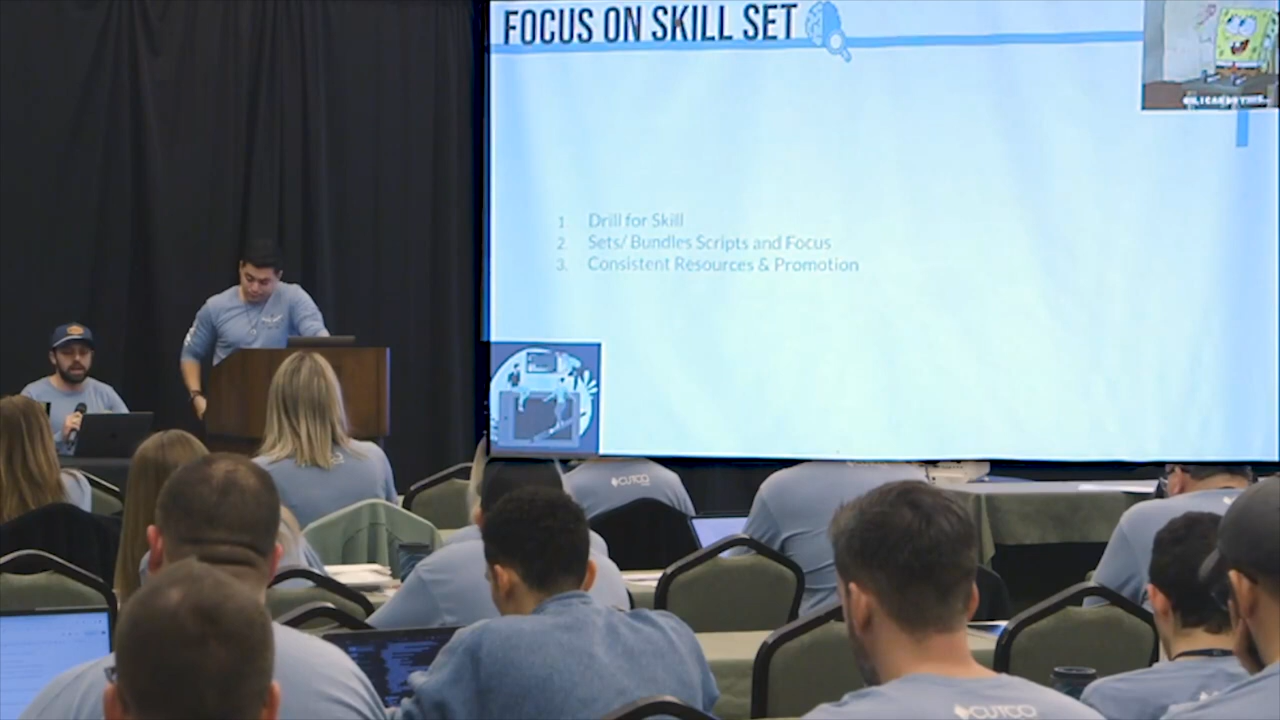 FOCUS ON SKILL SET
1 Drill for Skill
2. Sets/ Bundles Scripts and Focus
3. Consistent Resources & Promotion
CUTCO
CUTCO